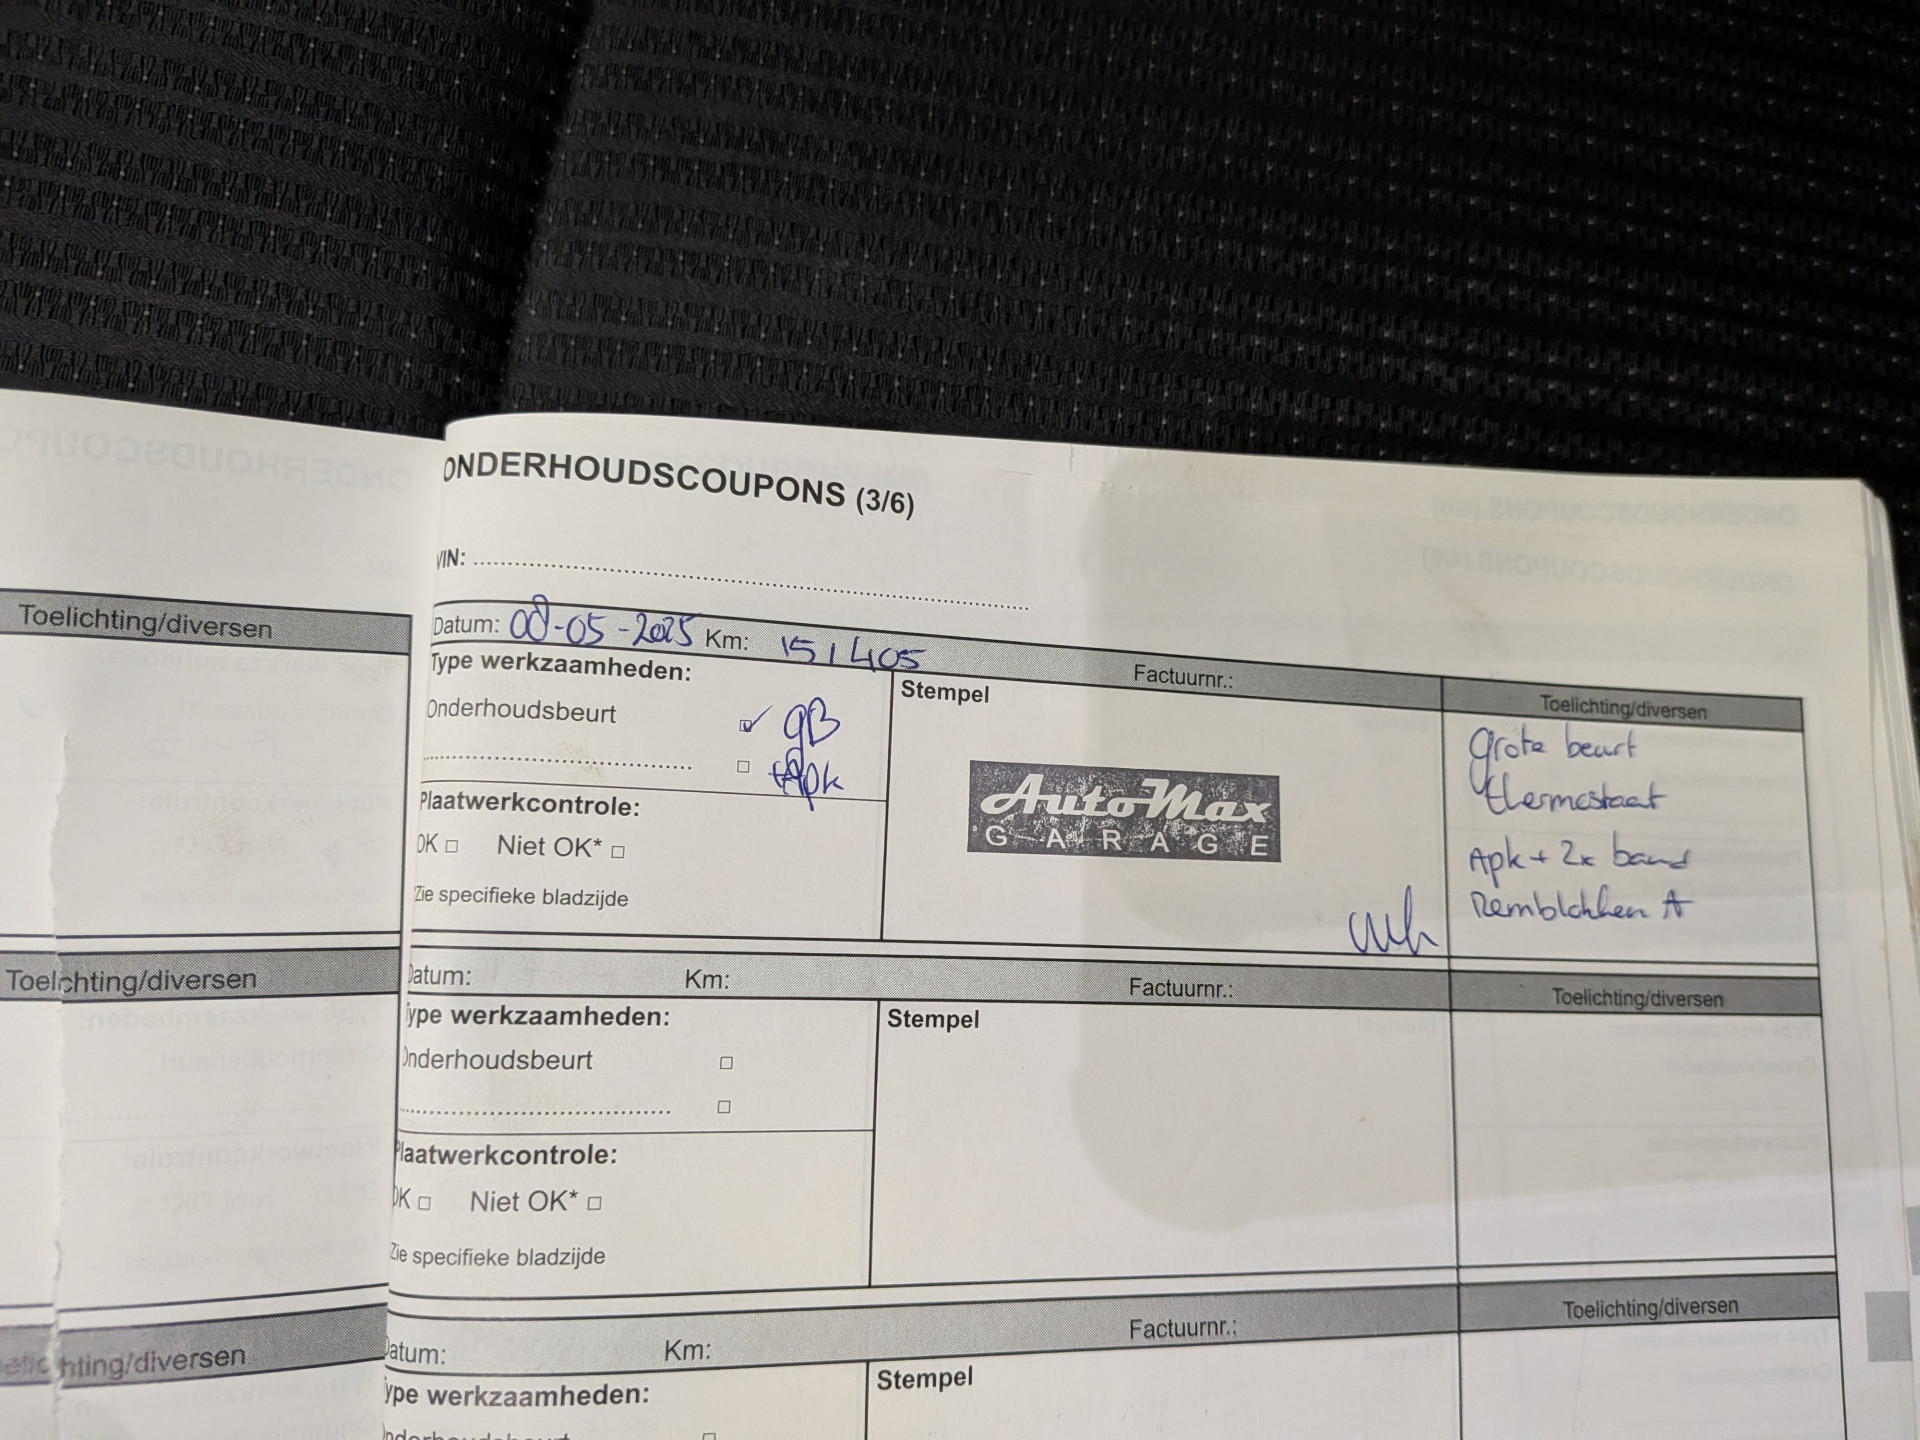 ONDERHOUDSCOUPONS (3/6)
VIN:
Toelichting/diversen
Datum: 08-05-2025 Km: 151405 Factuurnr.: Toelichting/diversen
Type werkzaamheden:
Stempel
Onderhoudsbeurt ✓ gB
+Apk
Plaatwerkcontrole:
OK □ Niet OK* □
Zie specifieke bladzijde
AutoMax
GARAGE
grote beurt
thermostaat
Apk + 2x band
Remblokken A
Toelichting/diversen
Datum: Km: Factuurnr.: Toelichting/diversen
Type werkzaamheden:
Stempel
Onderhoudsbeurt □
□
Plaatwerkcontrole:
OK □ Niet OK* □
Zie specifieke bladzijde
Toelichting/diversen
Datum: Km: Factuurnr.: Toelichting/diversen
Type werkzaamheden:
Stempel
Onderhoudsbeurt □